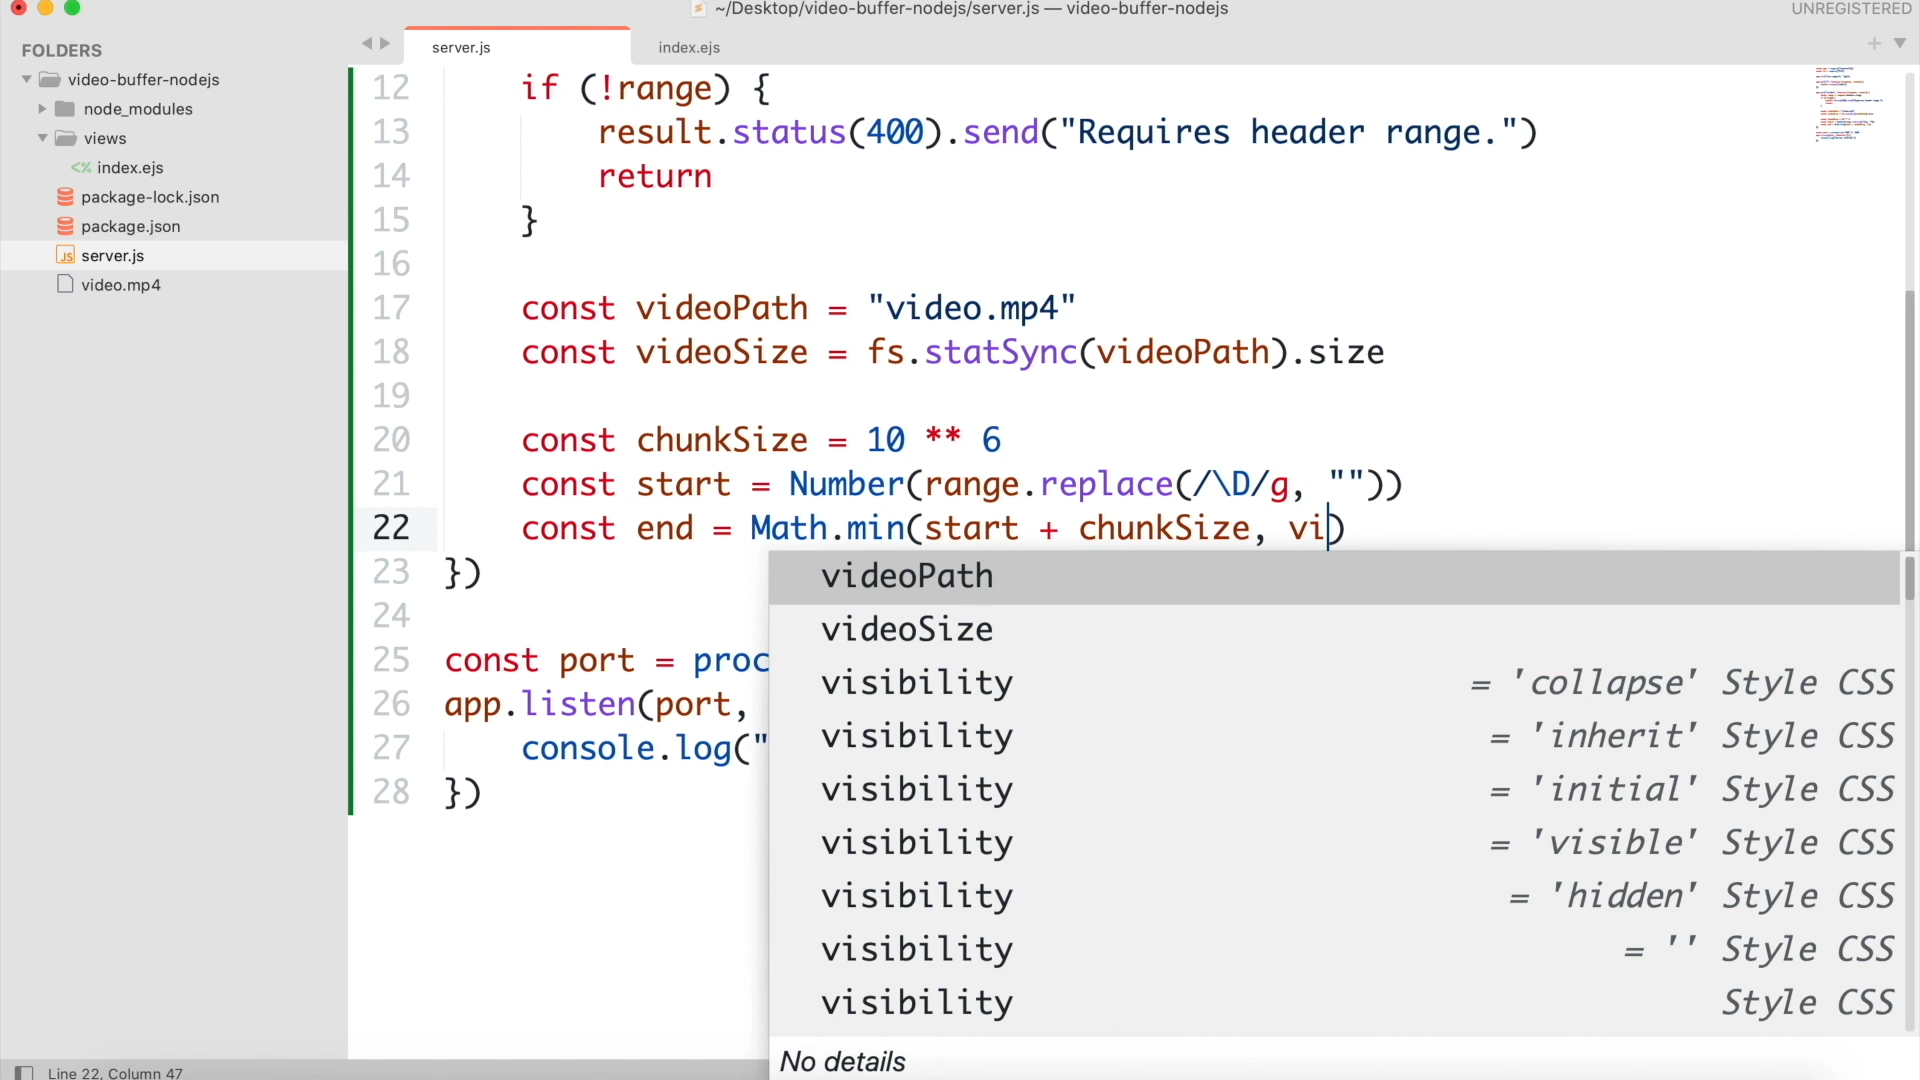 ~/Desktop/video-buffer-nodejs/server.js — video-buffer-nodejs
UNREGISTERED
FOLDERS
video-buffer-nodejs
node_modules
views
<% index.ejs
package-lock.json
package.json
JS server.js
video.mp4
server.js
index.ejs
12 if (!range) {
13 result.status(400).send("Requires header range.")
14 return
15 }
16
17 const videoPath = "video.mp4"
18 const videoSize = fs.statSync(videoPath).size
19
20 const chunkSize = 10 ** 6
21 const start = Number(range.replace(/\D/g, ""))
22 const end = Math.min(start + chunkSize, vi)
23 })
24
25 const port = proc
26 app.listen(port,
27 console.log("
28 })
videoPath
videoSize
visibility = 'collapse' Style CSS
visibility = 'inherit' Style CSS
visibility = 'initial' Style CSS
visibility = 'visible' Style CSS
visibility = 'hidden' Style CSS
visibility = '' Style CSS
visibility Style CSS
No details
Line 22, Column 47